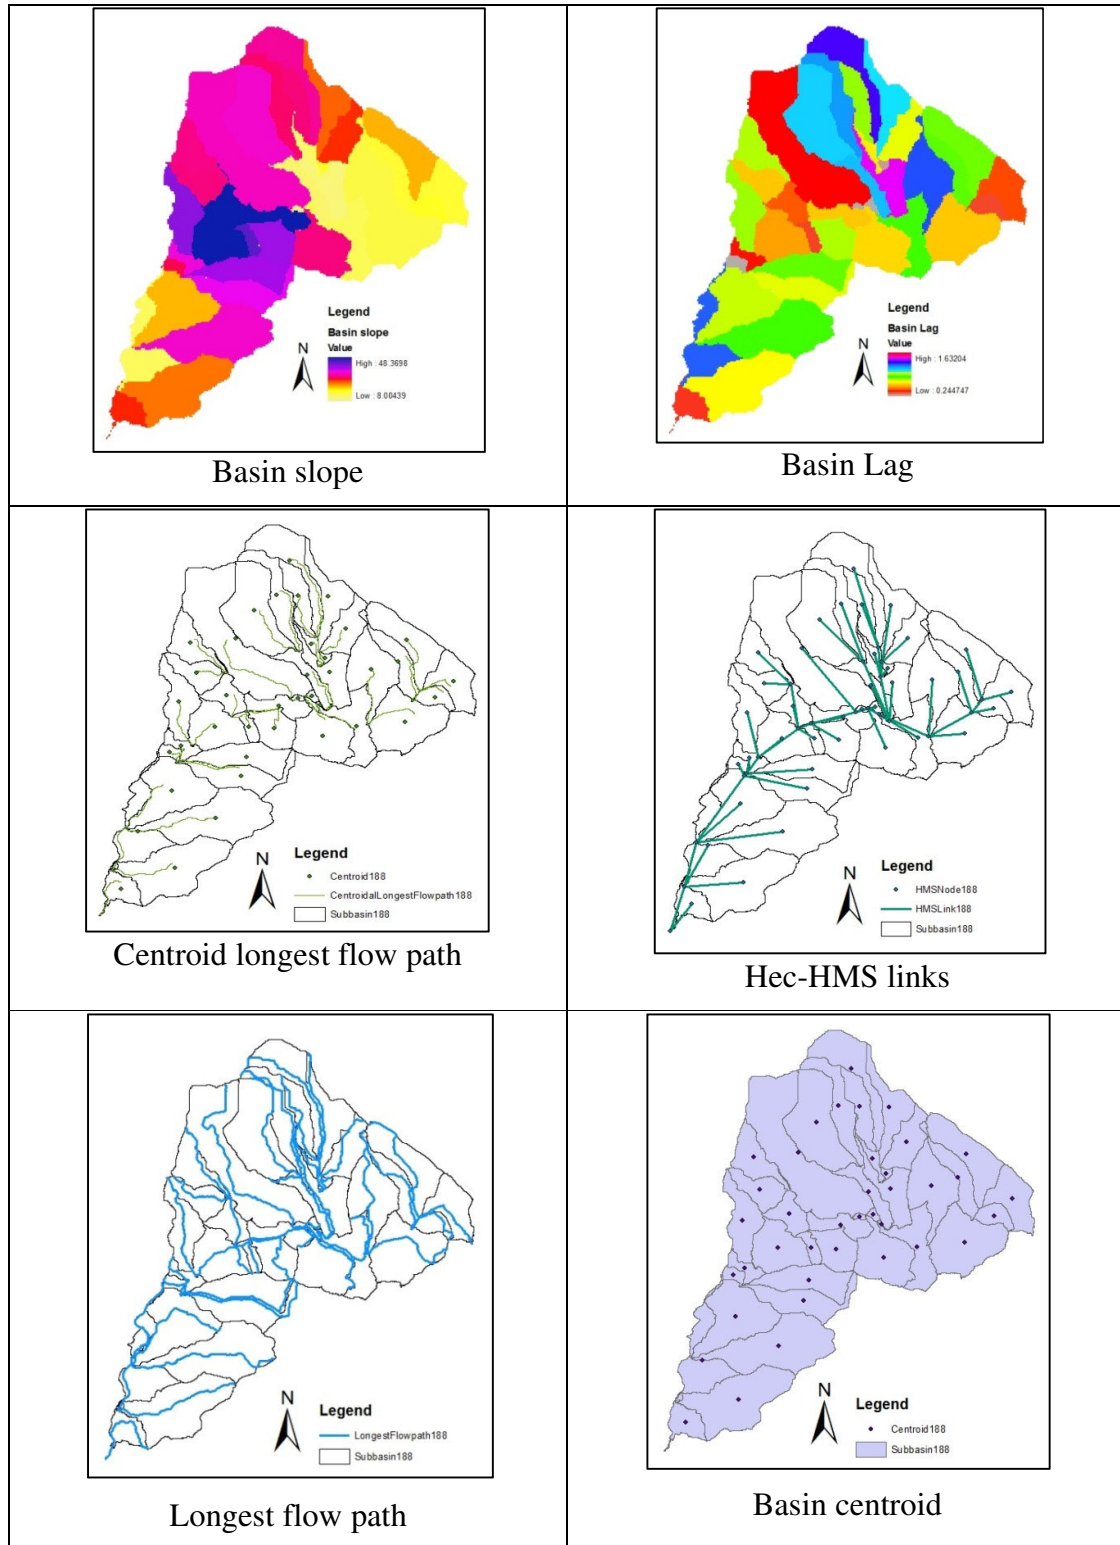 Legend
Basin slope
Value
High : 48.3698
Low : 8.00439
N
Basin slope
Legend
Basin Lag
Value
High : 1.63204
Low : 0.244747
N
Basin Lag
Legend
Centroid188
CentroidalLongestFlowpath188
Subbasin188
N
Centroid longest flow path
Legend
HMSNode188
HMSLink188
Subbasin188
N
Hec-HMS links
Legend
LongestFlowpath188
Subbasin188
N
Longest flow path
Legend
Centroid188
Subbasin188
N
Basin centroid